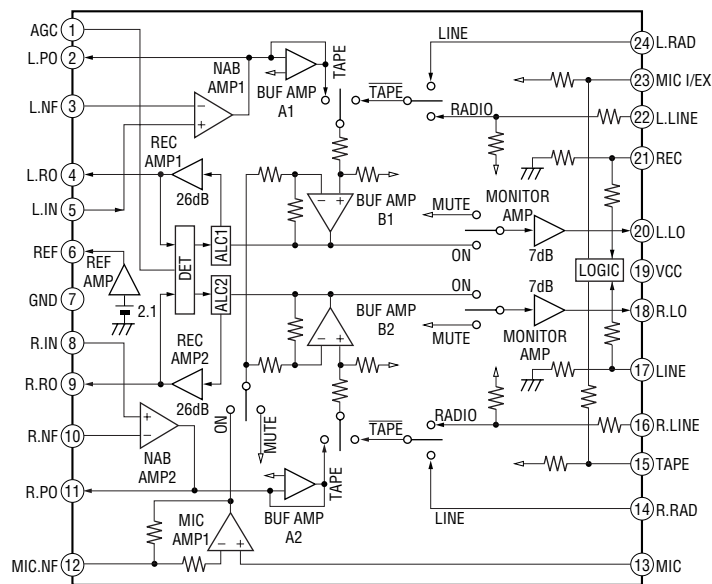 AGC 1
L.PO 2
L.NF 3
L.RO 4
L.IN 5
REF 6
GND 7
R.IN 8
R.RO 9
R.NF 10
R.PO 11
MIC.NF 12
24 L.RAD
23 MIC I/EX
22 L.LINE
21 REC
20 L.LO
19 VCC
18 R.LO
17 LINE
16 R.LINE
15 TAPE
14 R.RAD
13 MIC
NAB
AMP1
BUF AMP
A1
TAPE
TAPE
LINE
RADIO
REC
AMP1
26dB
DET
ALC1
ALC2
BUF AMP
B1
MUTE
ON
MONITOR
AMP
7dB
LOGIC
REF
AMP
2.1
REC
AMP2
26dB
BUF AMP
B2
ON
MUTE
7dB
MONITOR
AMP
NAB
AMP2
ON
MUTE
TAPE
TAPE
RADIO
LINE
BUF AMP
A2
MIC
AMP1